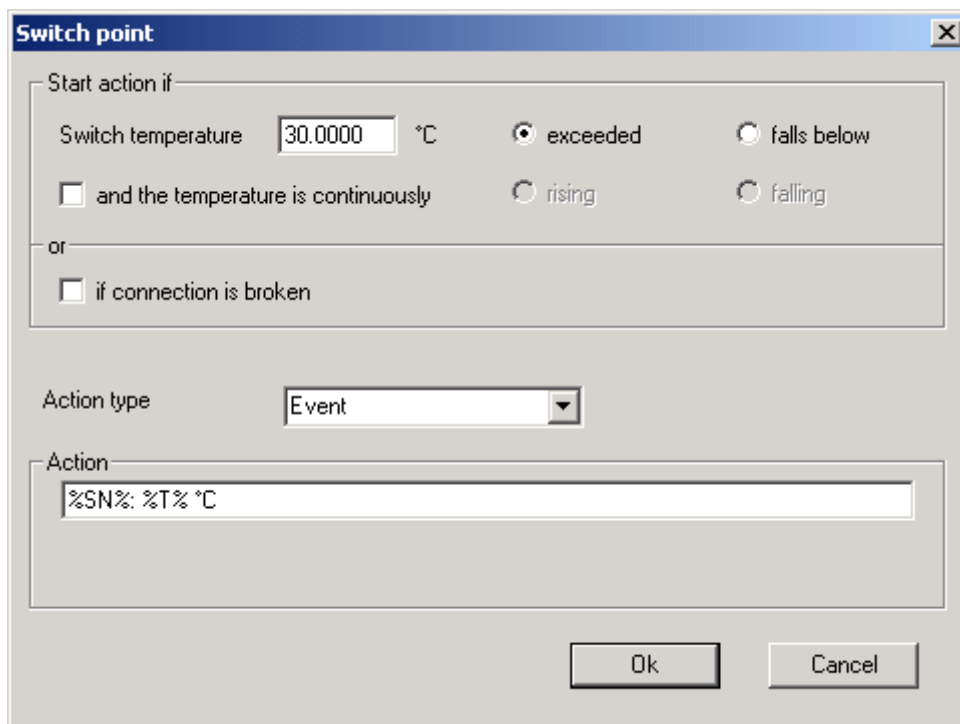 Switch point
Start action if
Switch temperature 30.0000 °C exceeded falls below
and the temperature is continuously rising falling
or
if connection is broken
Action type Event
Action
%SN%: %T% °C
Ok Cancel